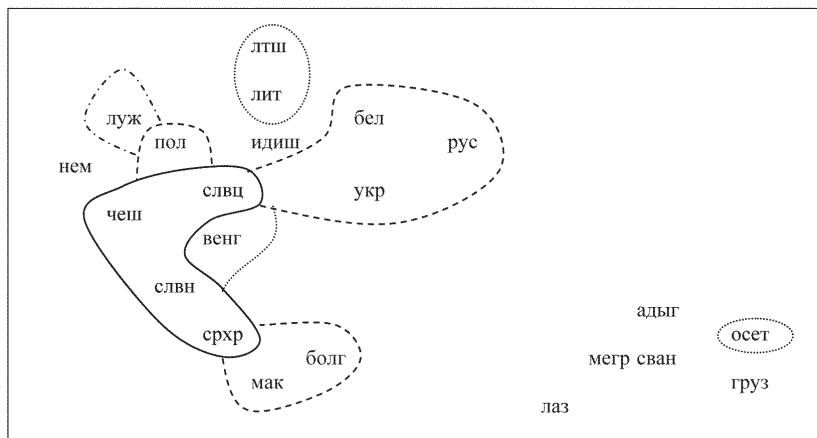 лтш
лит
луж
бел
пол
идиш
рус
нем
слвц
укр
чеш
венг
слвн
адыг
срхр
осет
болг
мегр сван
мак
груз
лаз